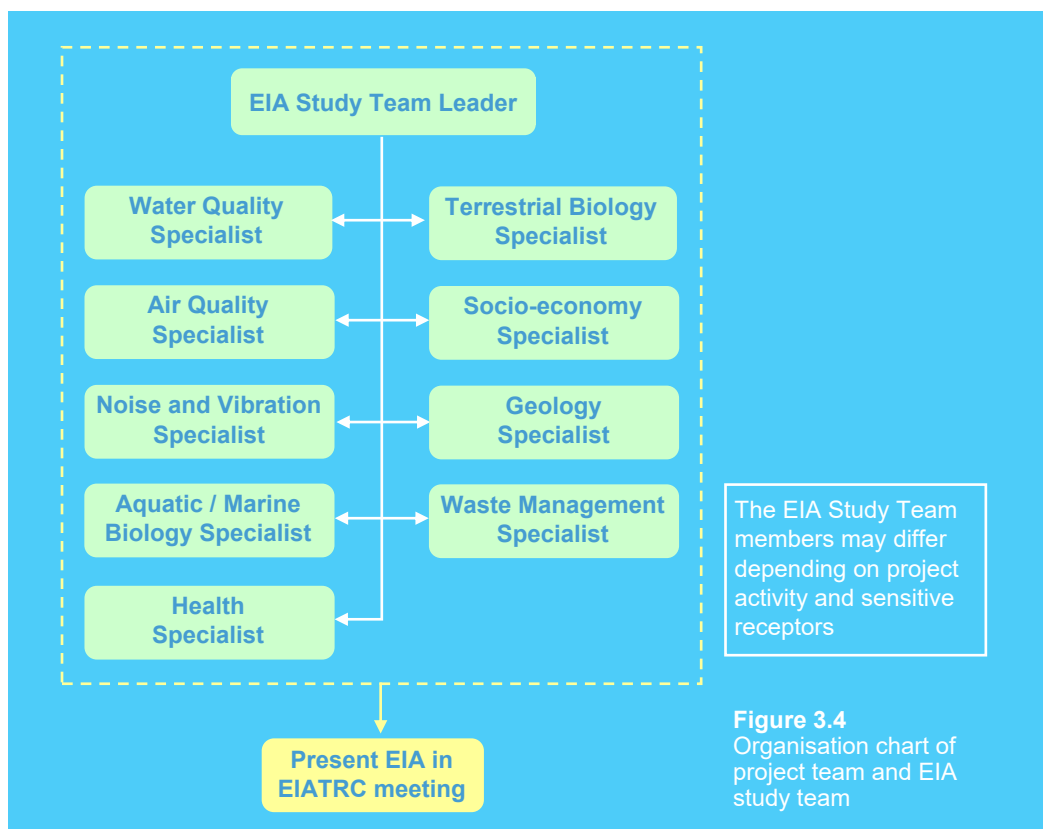 EIA Study Team Leader
Water Quality
Specialist
Terrestrial Biology
Specialist
Air Quality
Specialist
Socio-economy
Specialist
Noise and Vibration
Specialist
Geology
Specialist
Aquatic / Marine
Biology Specialist
Waste Management
Specialist
Health
Specialist
The EIA Study Team
members may differ
depending on project
activity and sensitive
receptors
Present EIA in
EIATRC meeting
Figure 3.4
Organisation chart of
project team and EIA
study team